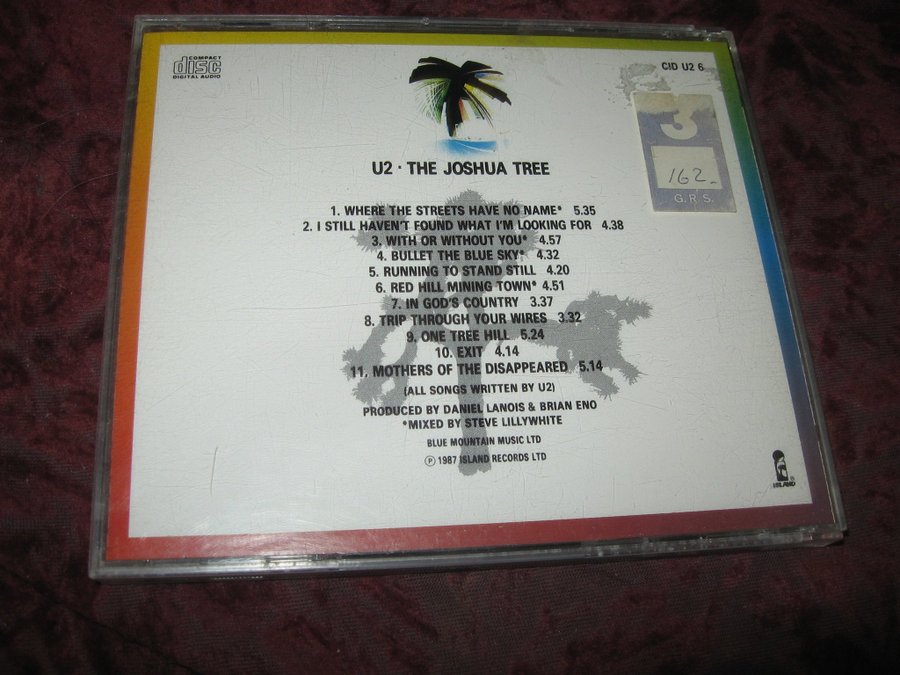 COMPACT
disc
DIGITAL AUDIO
CID U2 6
3
162.-
G.R.S.
U2 · THE JOSHUA TREE
1. WHERE THE STREETS HAVE NO NAME* 5.35
2. I STILL HAVEN'T FOUND WHAT I'M LOOKING FOR 4.38
3. WITH OR WITHOUT YOU* 4.57
4. BULLET THE BLUE SKY* 4.32
5. RUNNING TO STAND STILL 4.20
6. RED HILL MINING TOWN* 4.51
7. IN GOD'S COUNTRY 3.37
8. TRIP THROUGH YOUR WIRES 3.32
9. ONE TREE HILL 5.24
10. EXIT 4.14
11. MOTHERS OF THE DISAPPEARED 5.14
(ALL SONGS WRITTEN BY U2)
PRODUCED BY DANIEL LANOIS & BRIAN ENO
*MIXED BY STEVE LILLYWHITE
BLUE MOUNTAIN MUSIC LTD
℗ 1987 ISLAND RECORDS LTD
ISLAND®